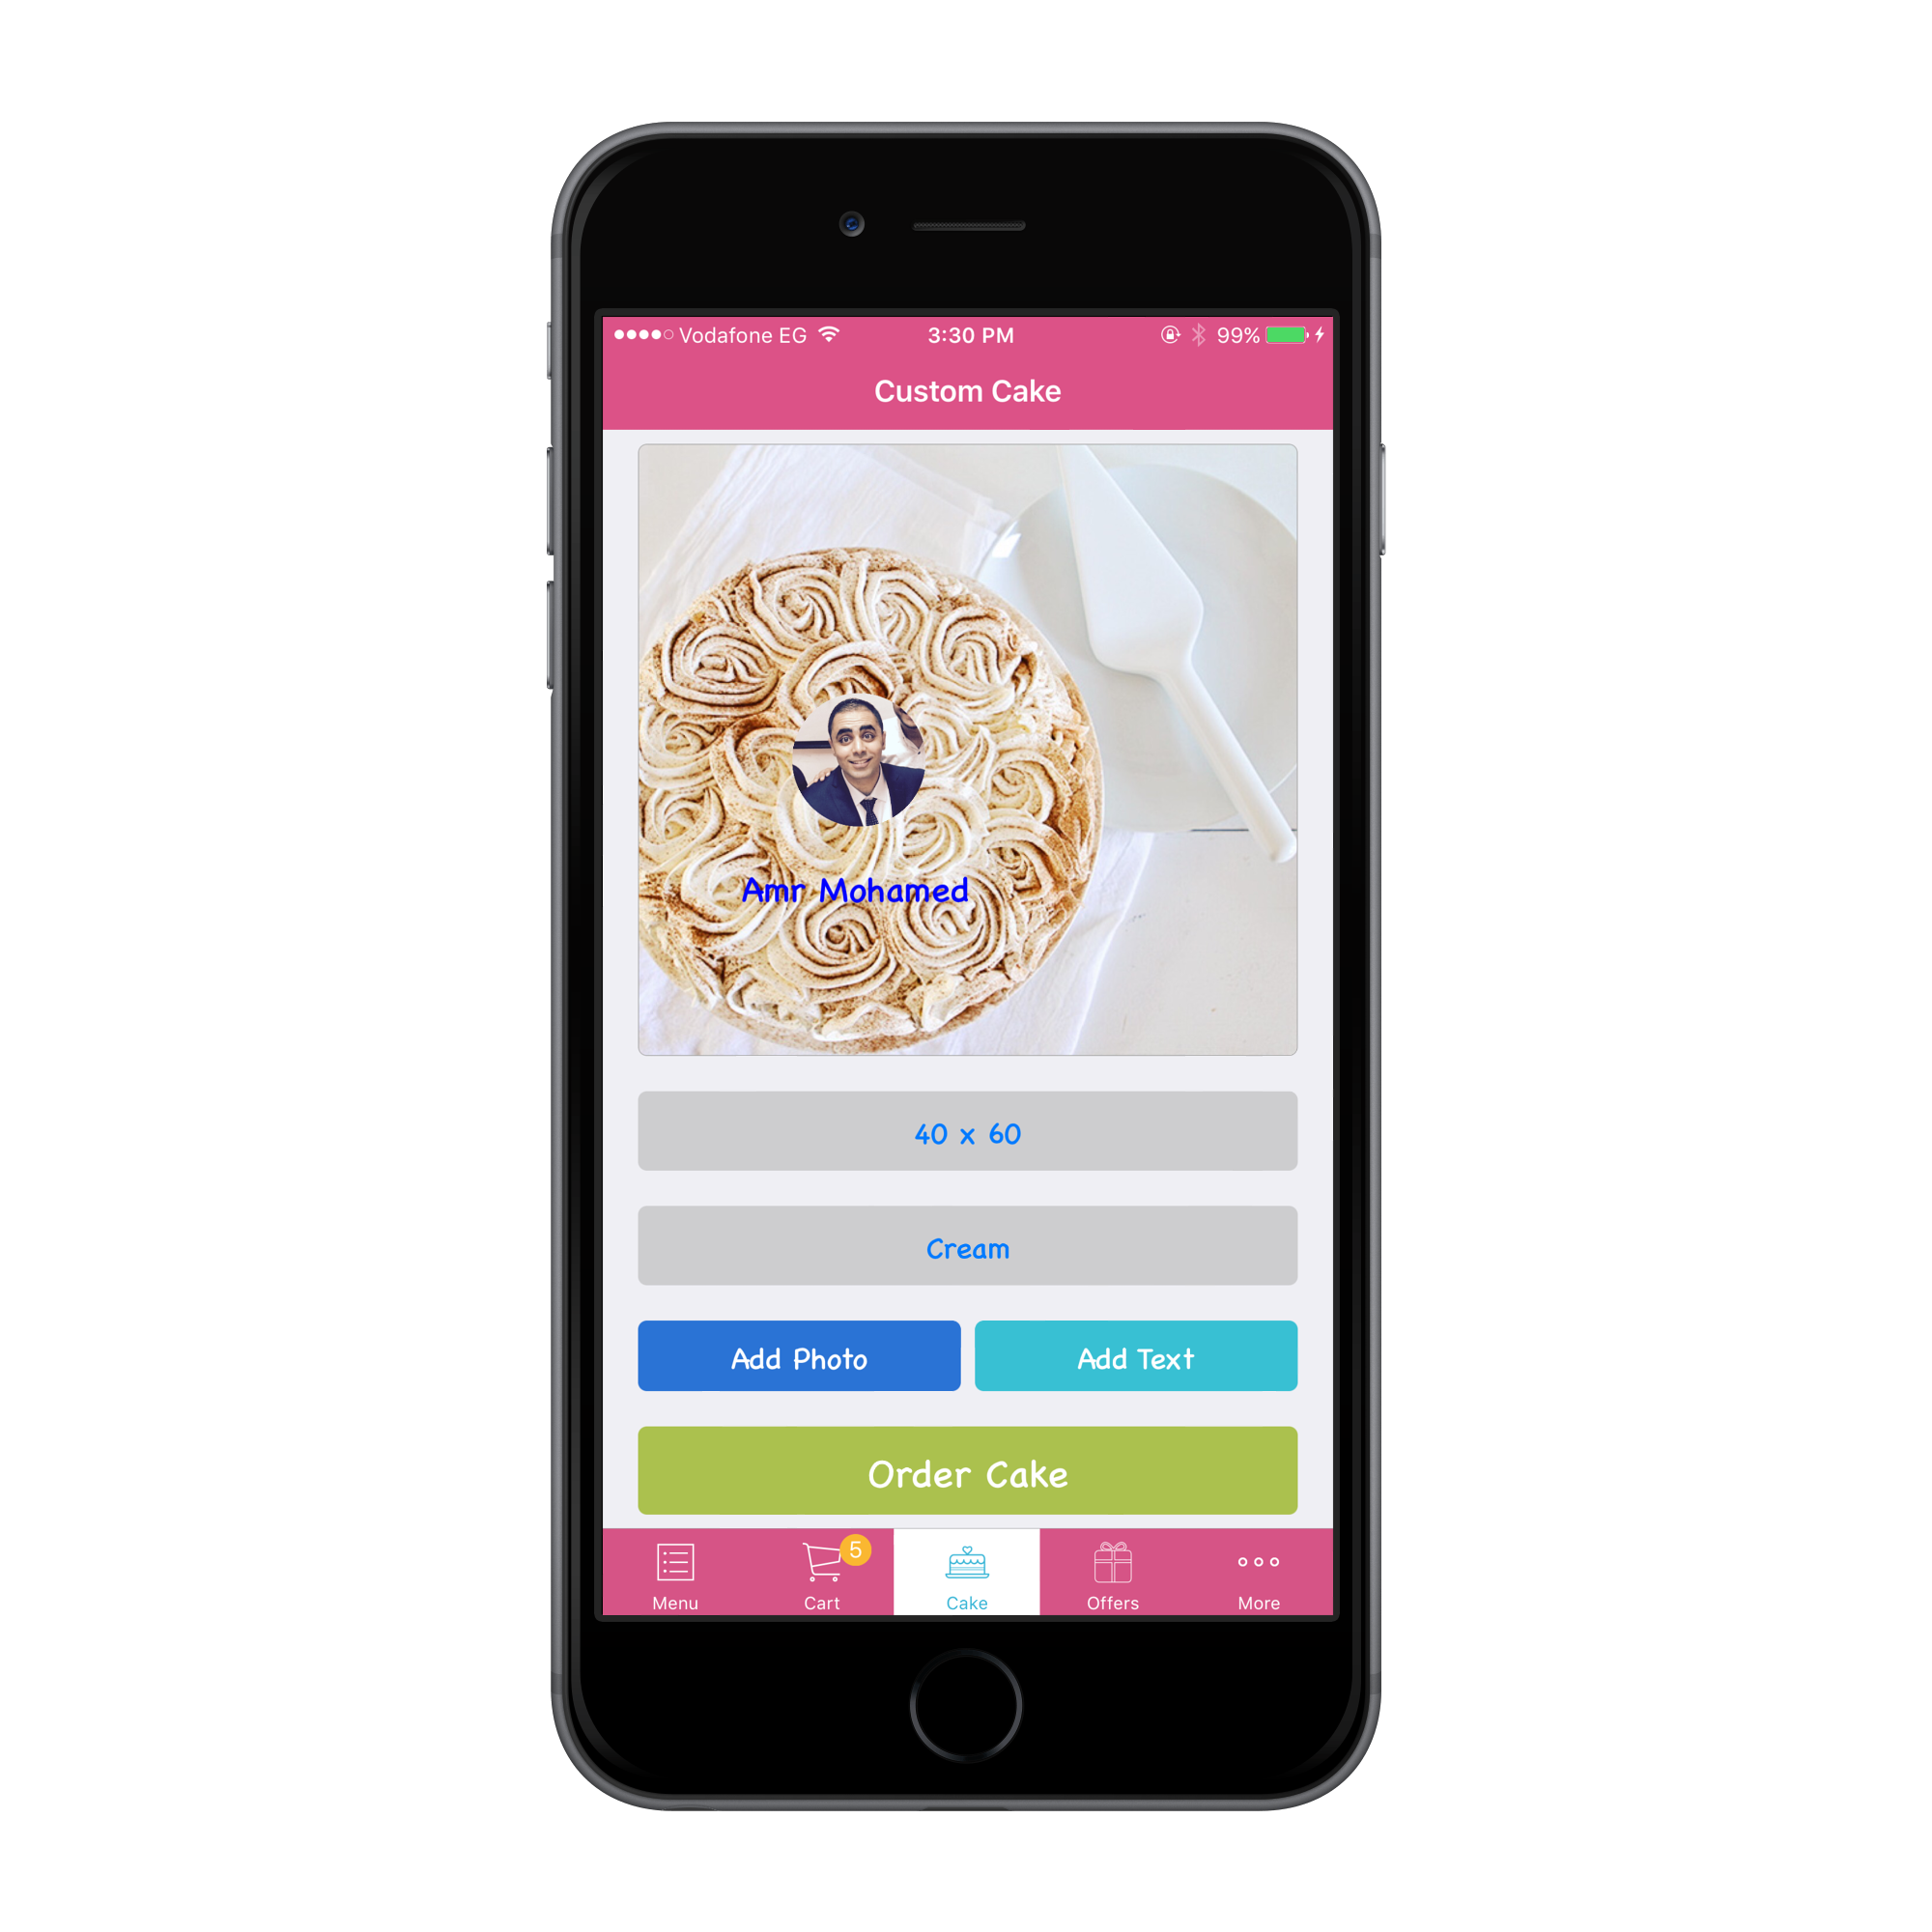 Vodafone EG 3:30 PM 99%
Custom Cake
Amr Mohamed
40 x 60
Cream
Add Photo Add Text
Order Cake
5
Menu Cart Cake Offers More